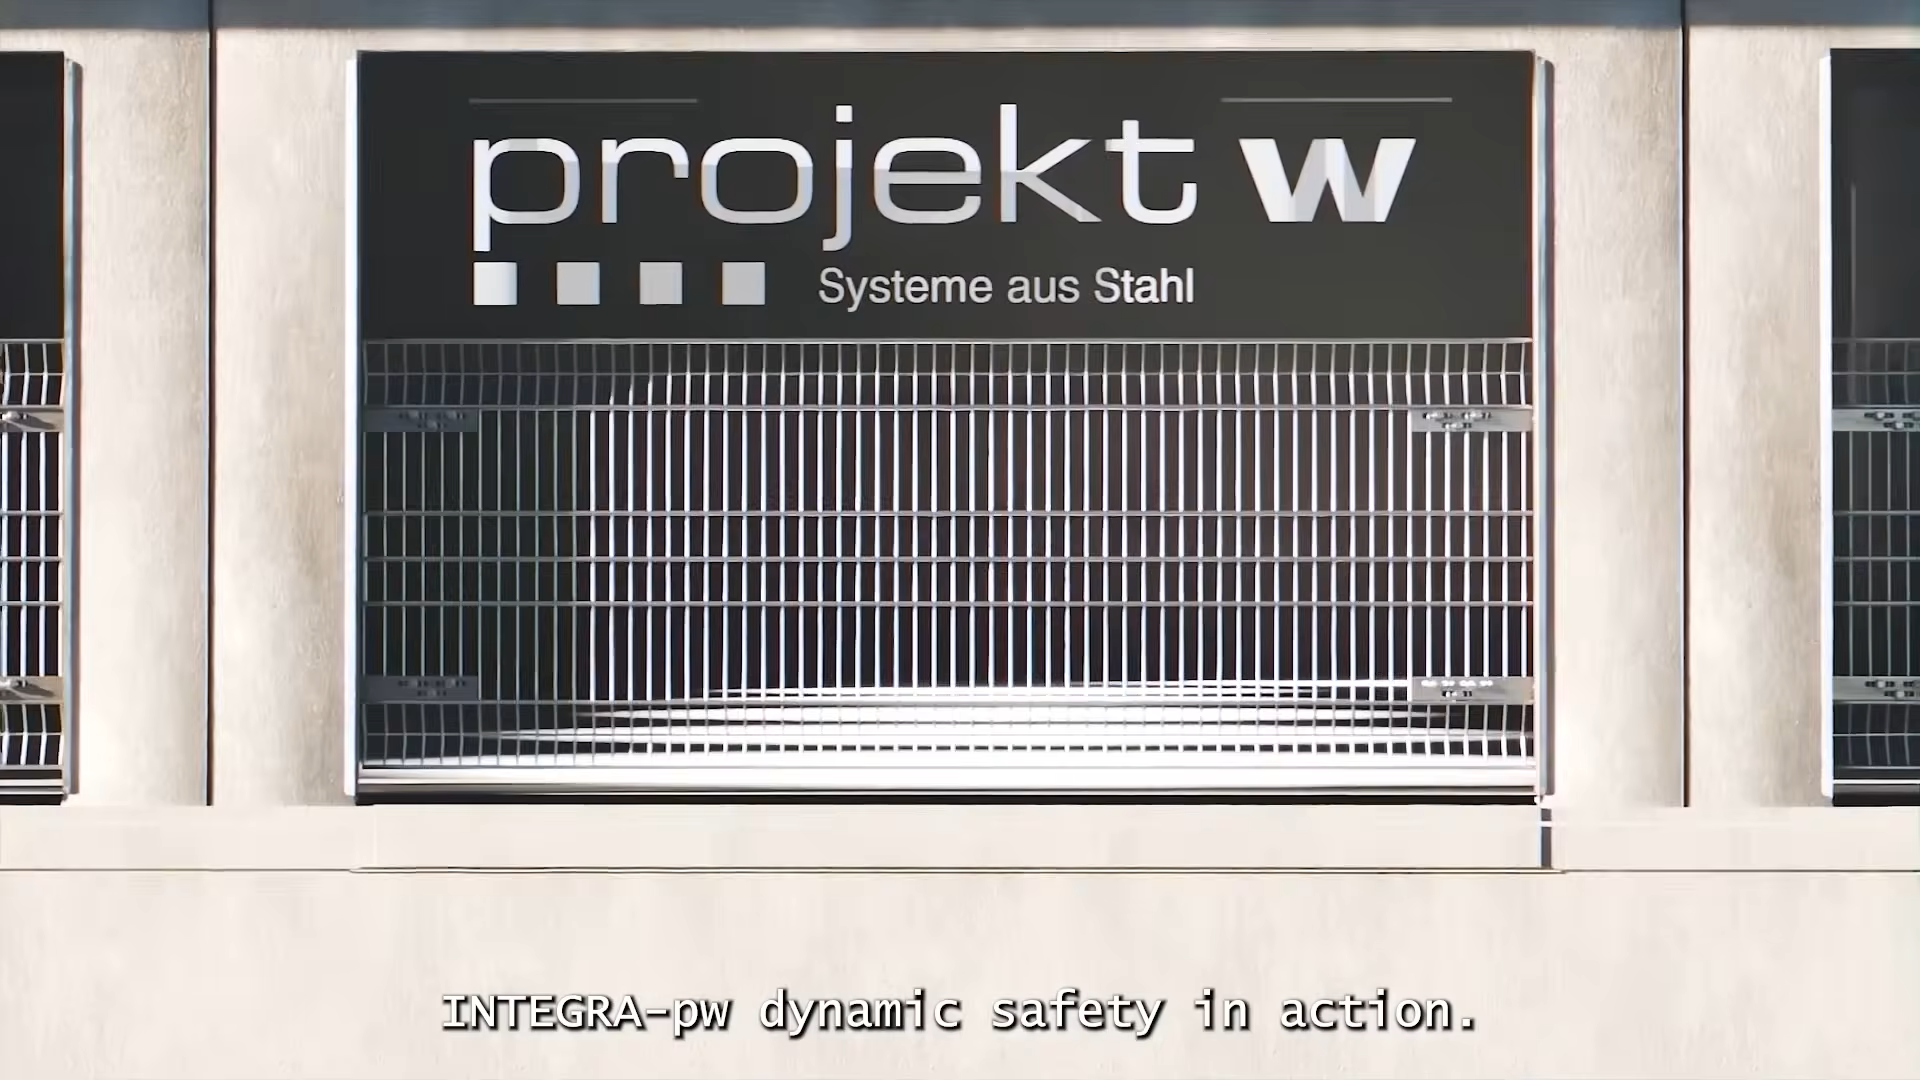 projekt w
Systeme aus Stahl
INTEGRA-pw dynamic safety in action.